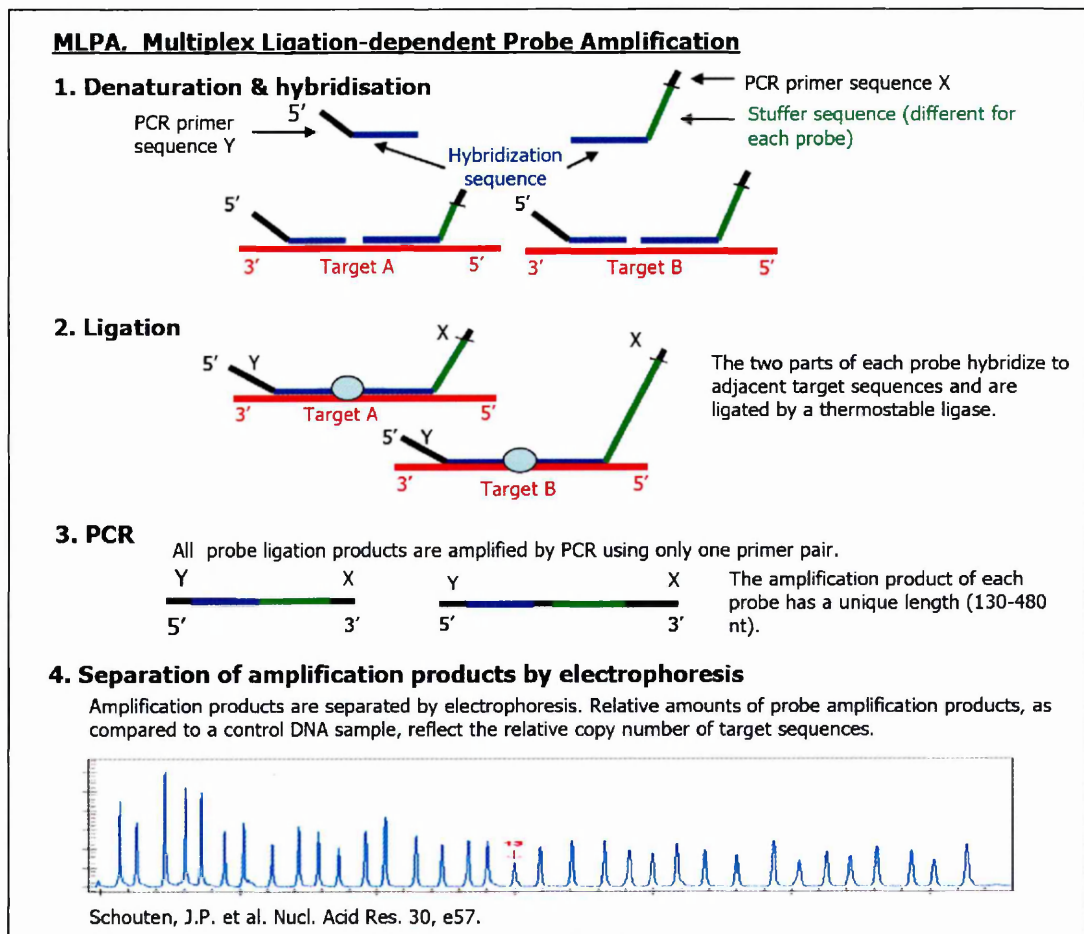 MLPA. Multiplex Ligation-dependent Probe Amplification
1. Denaturation & hybridisation
5'
PCR primer
sequence Y
PCR primer sequence X
Stuffer sequence (different for
each probe)
Hybridization
sequence
5'
5'
3'
Target A
5'
3'
Target B
5'
2. Ligation
X
X
5'
Y
The two parts of each probe hybridize to
adjacent target sequences and are
ligated by a thermostable ligase.
3'
Target A
5'
5'
Y
3'
Target B
5'
3. PCR
All probe ligation products are amplified by PCR using only one primer pair.
Y
X
Y
X
The amplification product of each
probe has a unique length (130-480
nt).
5'
3'
5'
3'
4. Separation of amplification products by electrophoresis
Amplification products are separated by electrophoresis. Relative amounts of probe amplification products, as
compared to a control DNA sample, reflect the relative copy number of target sequences.
Schouten, J.P. et al. Nucl. Acid Res. 30, e57.